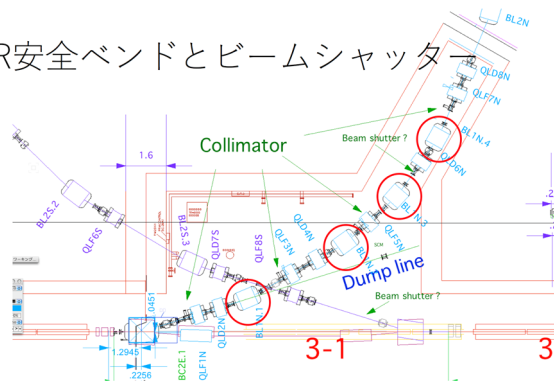 R安全ベンドとビームシャッター
BL2N
QLD8N
QLF7N
Beam shutter ?
BL1N.4
QLD6N
1.6
Collimator
BL2S.2
QLF6S
BL2S.3
QLD7S
QLF8S
QLF3N
QLD4N
QLF5N
SCM
Dump line
Beam shutter ?
BL1N.1
QLD2N
QLF1N
BC2E.1
.0451
1.2945
.2256
3-1
3